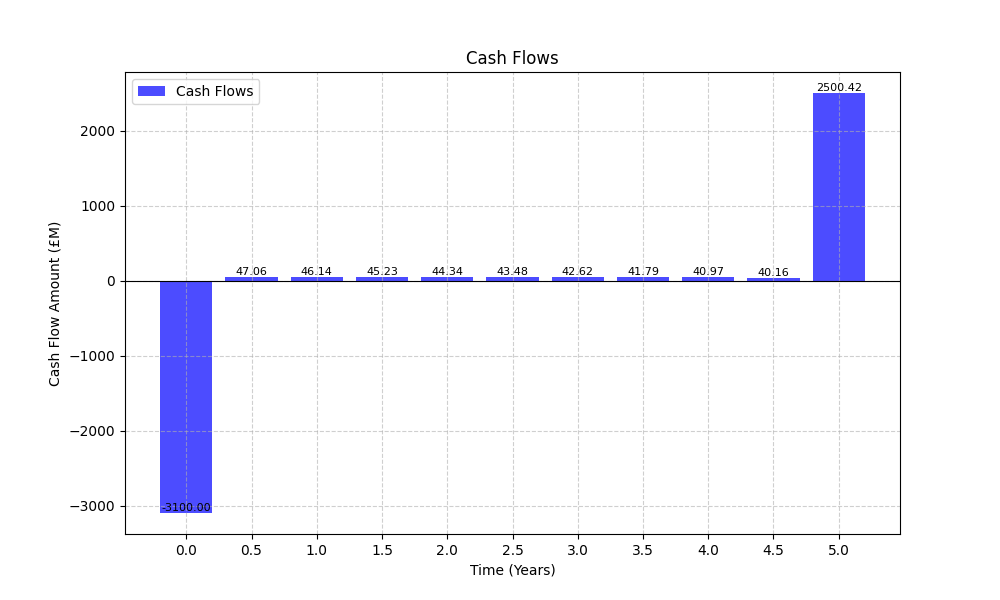 Cash Flows
Cash Flows
2500.42
47.06 46.14 45.23 44.34 43.48 42.62 41.79 40.97 40.16
-3100.00
2000
1000
0
−1000
−2000
−3000
Cash Flow Amount (£M)
0.0 0.5 1.0 1.5 2.0 2.5 3.0 3.5 4.0 4.5 5.0
Time (Years)